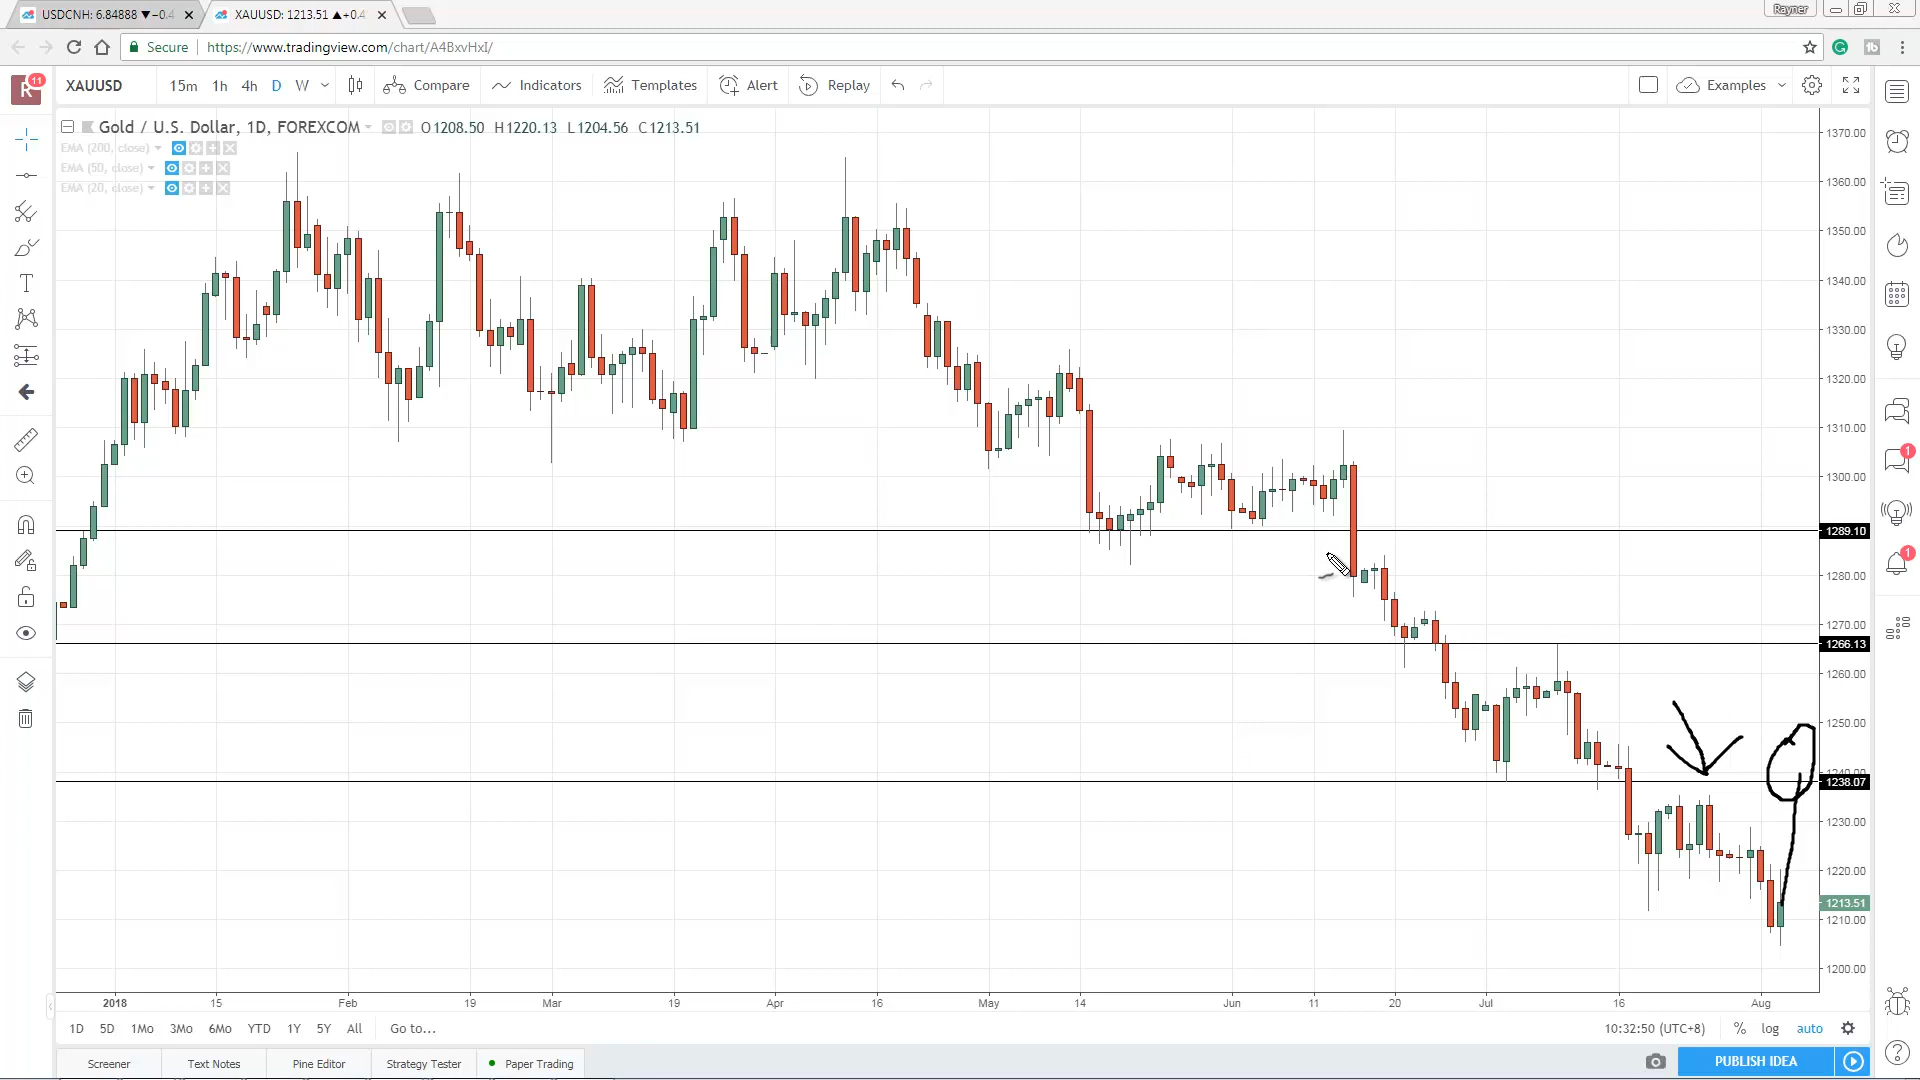 USDCNH: 6.84888 ▼−0.4
XAUUSD: 1213.51 ▲+0.4
Rayner
Secure
https://www.tradingview.com/chart/A4BxvHxI/
R 11
XAUUSD 15m 1h 4h D W Compare Indicators Templates Alert Replay Examples
Gold / U.S. Dollar, 1D, FOREXCOM O1208.50 H1220.13 L1204.56 C1213.51
EMA (200, close)
EMA (50, close)
EMA (20, close)
1370.00
1360.00
1350.00
1340.00
1330.00
1320.00
1310.00
1300.00
1289.10
1280.00
1270.00
1266.13
1260.00
1250.00
1240.00
1238.07
1230.00
1220.00
1213.51
1210.00
1200.00
1
1
2018 15 Feb 19 Mar 19 Apr 16 May 14 Jun 11 20 Jul 16 Aug
1D 5D 1Mo 3Mo 6Mo YTD 1Y 5Y All Go to... 10:32:50 (UTC+8) % log auto
Screener Text Notes Pine Editor Strategy Tester Paper Trading PUBLISH IDEA